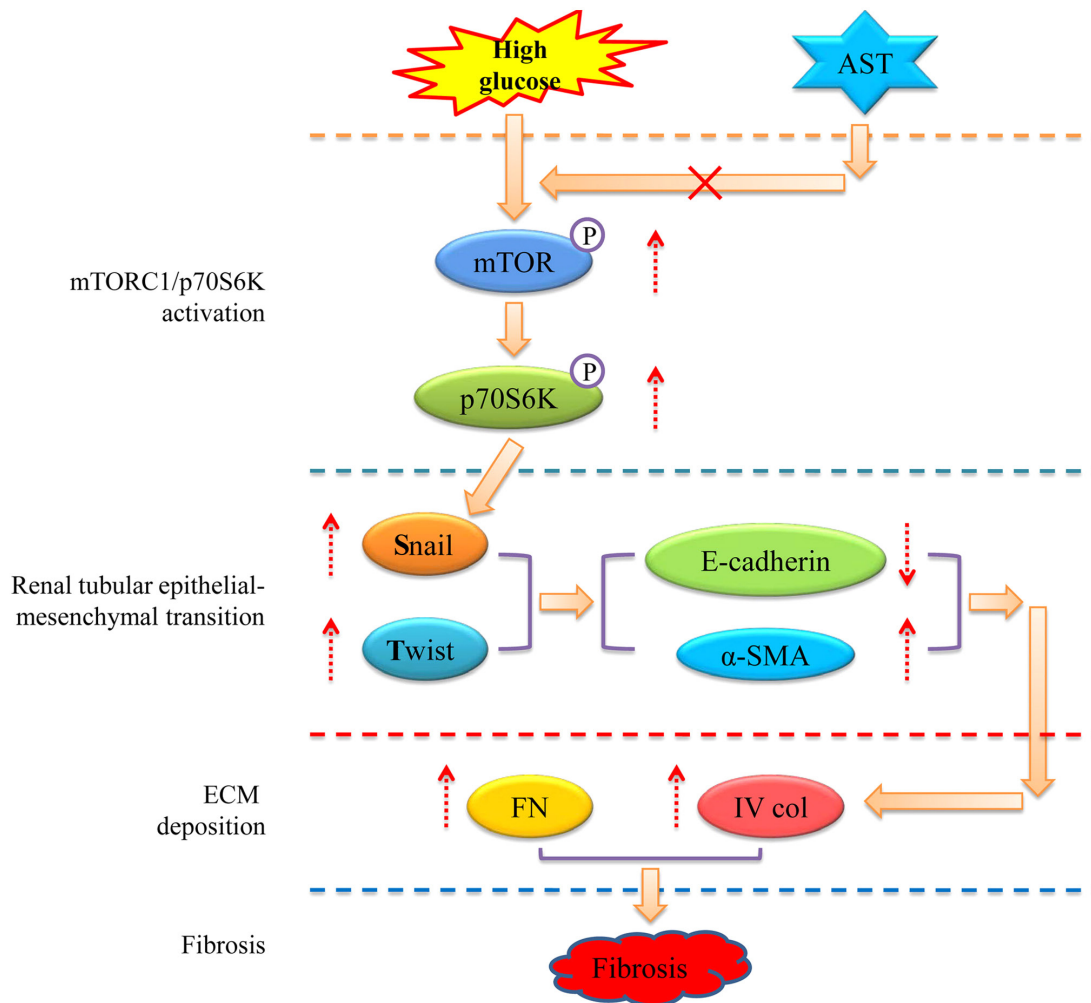 High
glucose
AST
mTORC1/p70S6K
activation
P
mTOR
P
p70S6K
Renal tubular epithelial-
mesenchymal transition
Snail
E-cadherin
Twist
α-SMA
ECM
deposition
FN
IV col
Fibrosis
Fibrosis